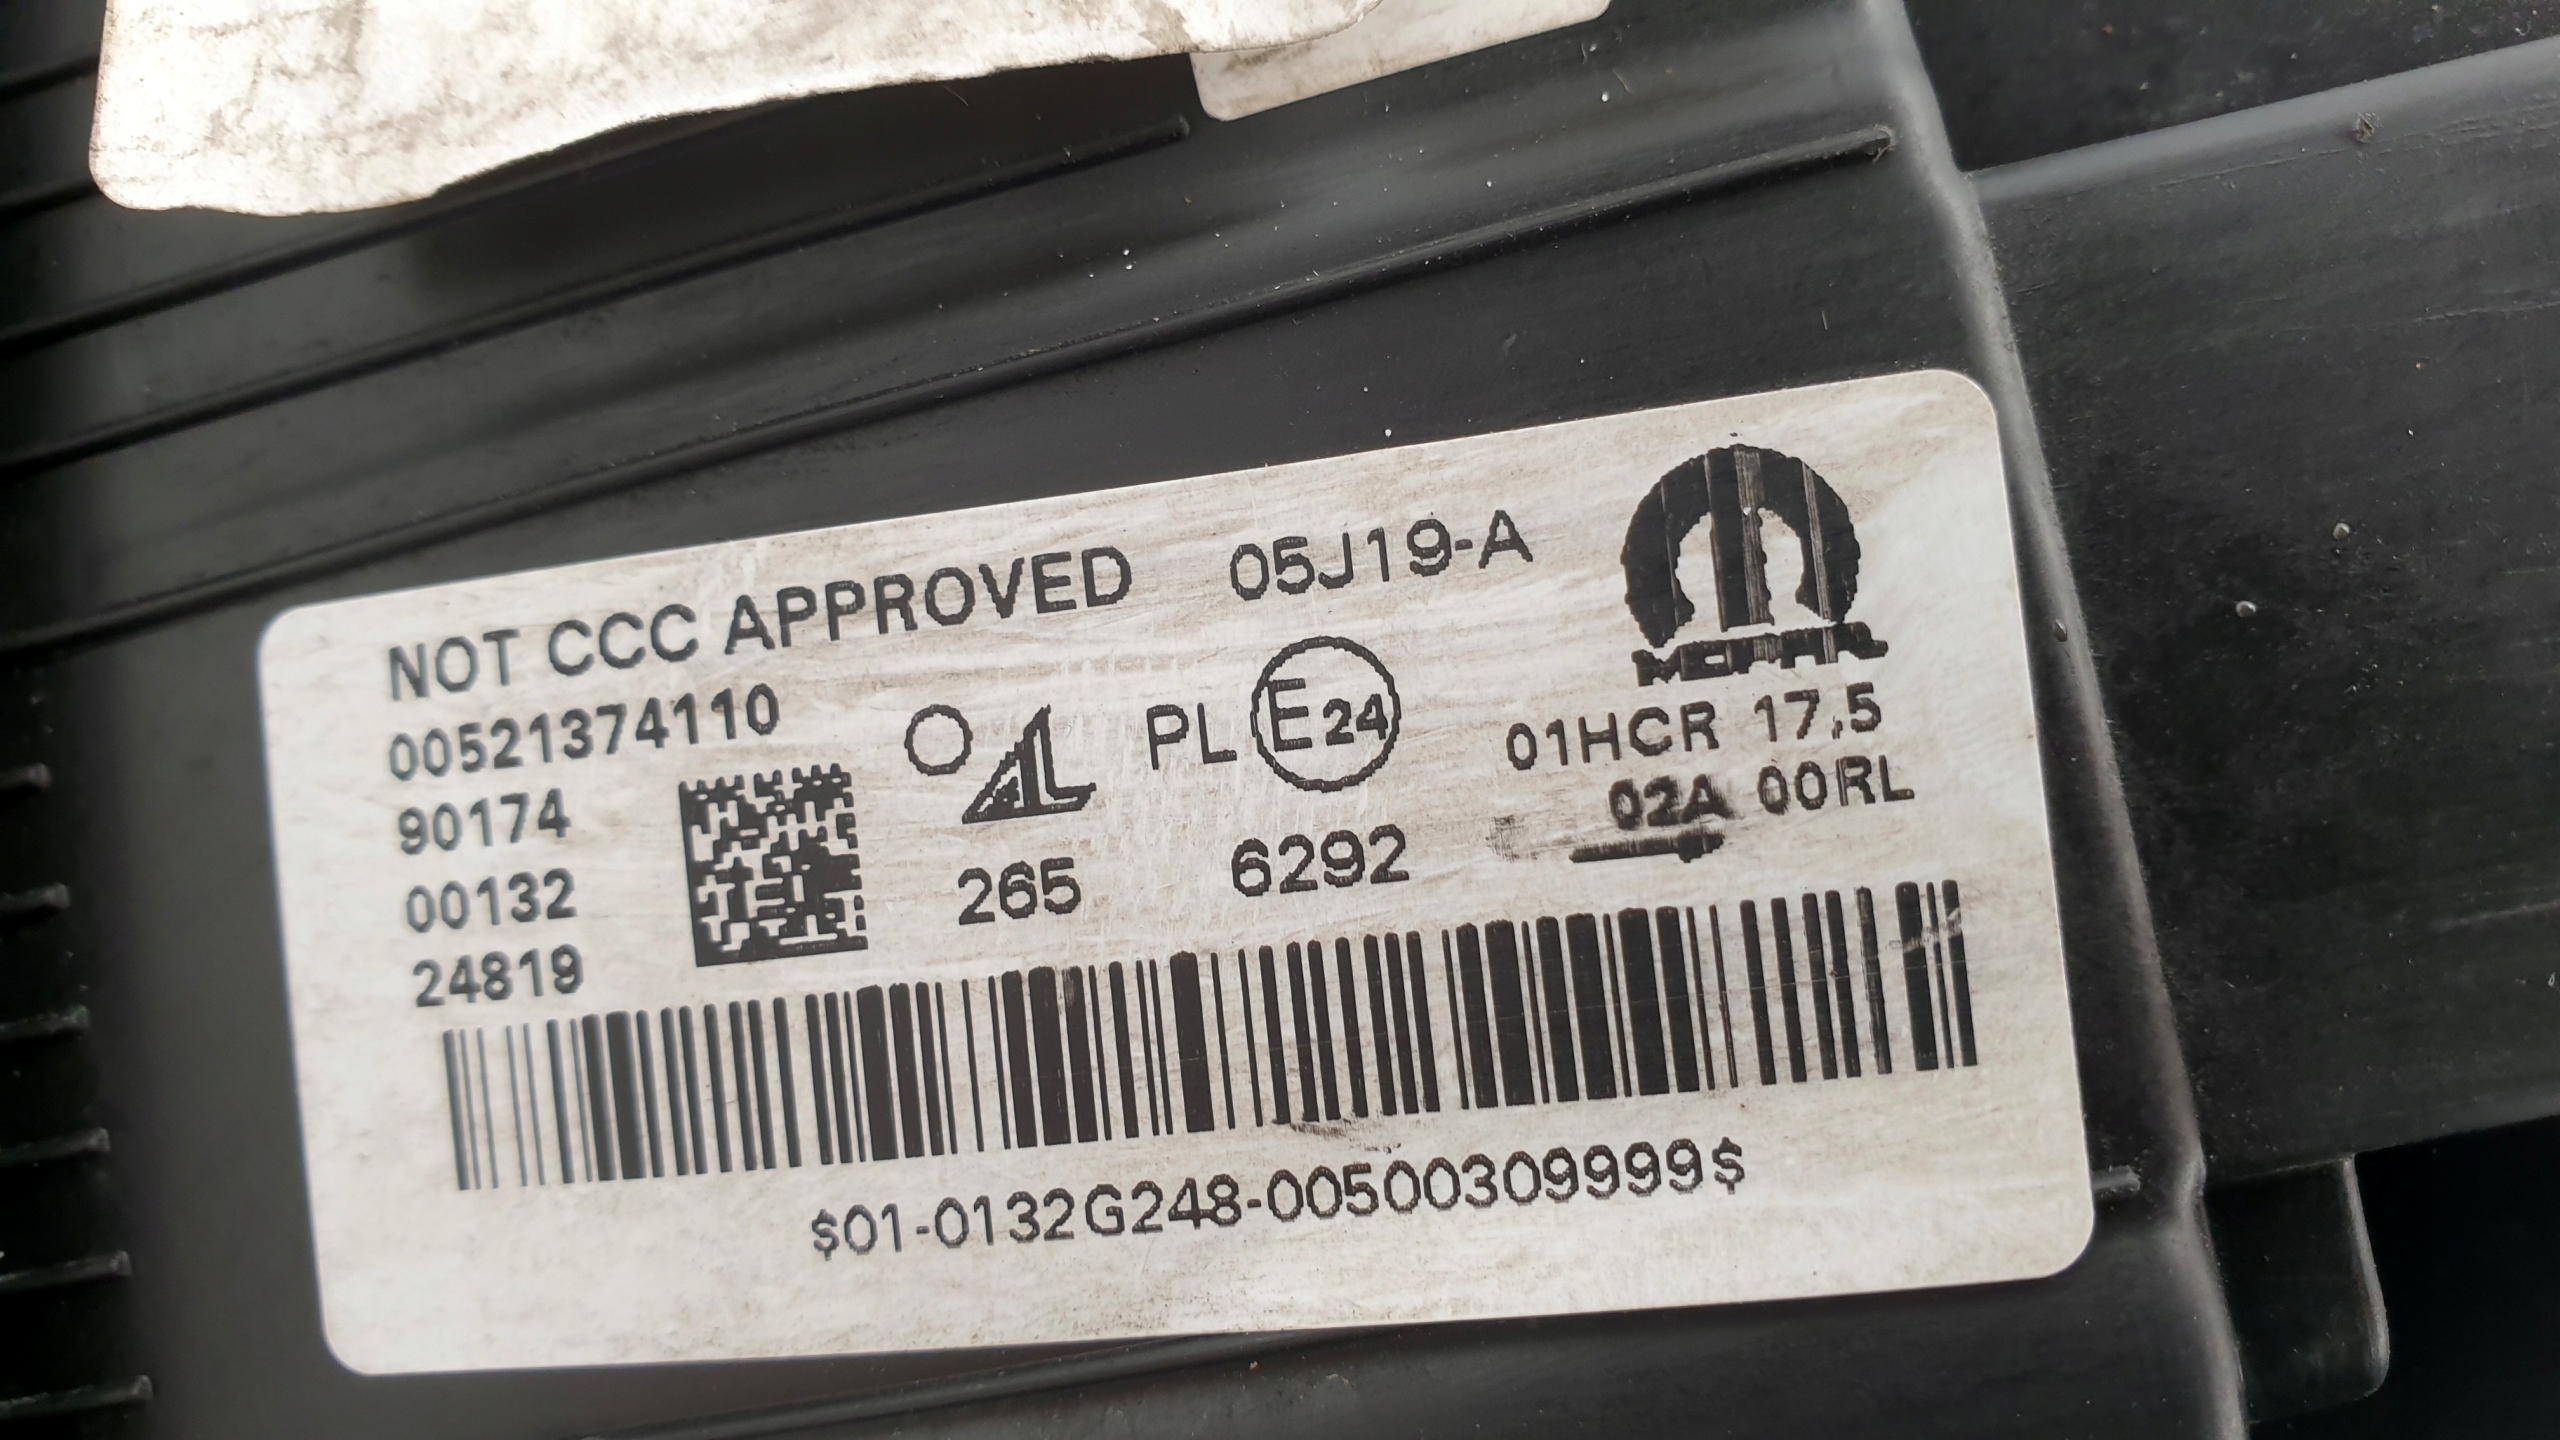 NOT CCC APPROVED 05J19-A
MOPAR
00521374110
PL E24
01HCR 17,5
90174
02A 00RL
00132
265 6292
24819
$01-0132G248-00500309999$